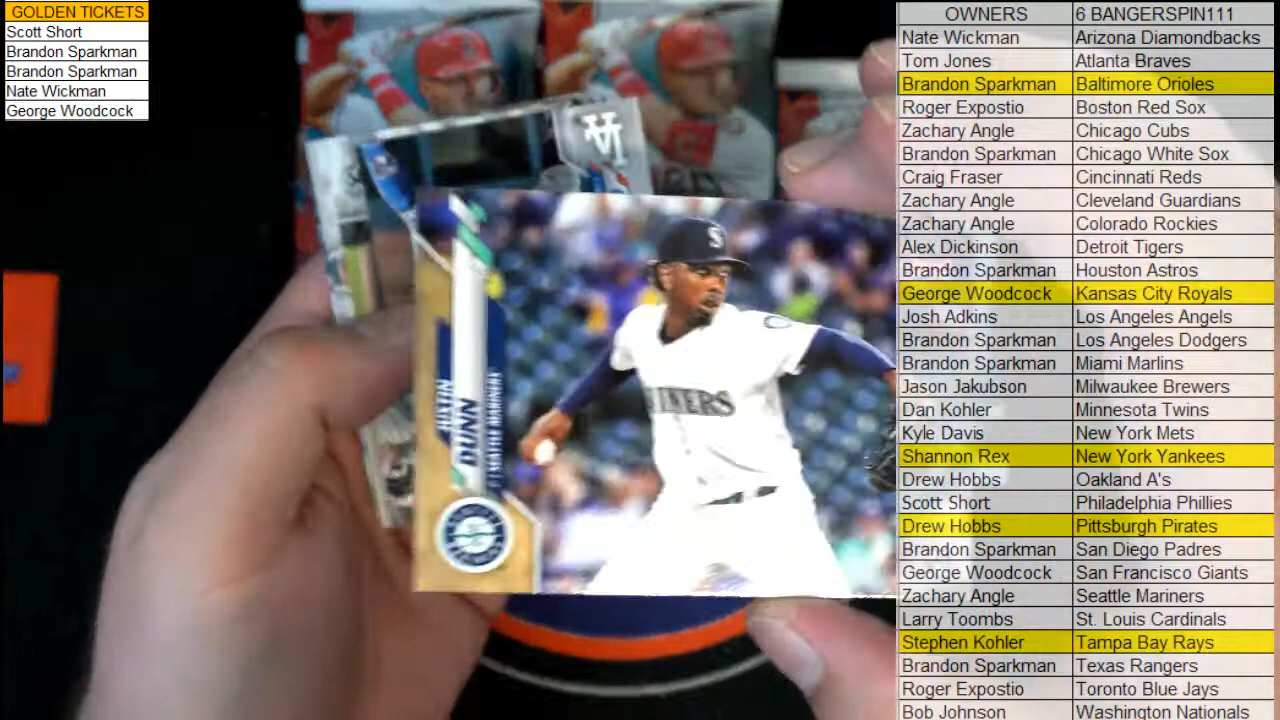 GOLDEN TICKETS
Scott Short
Brandon Sparkman
Brandon Sparkman
Nate Wickman
George Woodcock
OWNERS 6 BANGERSPIN111
Nate Wickman Arizona Diamondbacks
Tom Jones Atlanta Braves
Brandon Sparkman Baltimore Orioles
Roger Expostio Boston Red Sox
Zachary Angle Chicago Cubs
Brandon Sparkman Chicago White Sox
Craig Fraser Cincinnati Reds
Zachary Angle Cleveland Guardians
Zachary Angle Colorado Rockies
Alex Dickinson Detroit Tigers
Brandon Sparkman Houston Astros
George Woodcock Kansas City Royals
Josh Adkins Los Angeles Angels
Brandon Sparkman Los Angeles Dodgers
Brandon Sparkman Miami Marlins
Jason Jakubson Milwaukee Brewers
Dan Kohler Minnesota Twins
Kyle Davis New York Mets
Shannon Rex New York Yankees
Drew Hobbs Oakland A's
Scott Short Philadelphia Phillies
Drew Hobbs Pittsburgh Pirates
Brandon Sparkman San Diego Padres
George Woodcock San Francisco Giants
Zachary Angle Seattle Mariners
Larry Toombs St. Louis Cardinals
Stephen Kohler Tampa Bay Rays
Brandon Sparkman Texas Rangers
Roger Expostio Toronto Blue Jays
Bob Johnson Washington Nationals
JUSTIN
DUNN
SEATTLE MARINERS
S